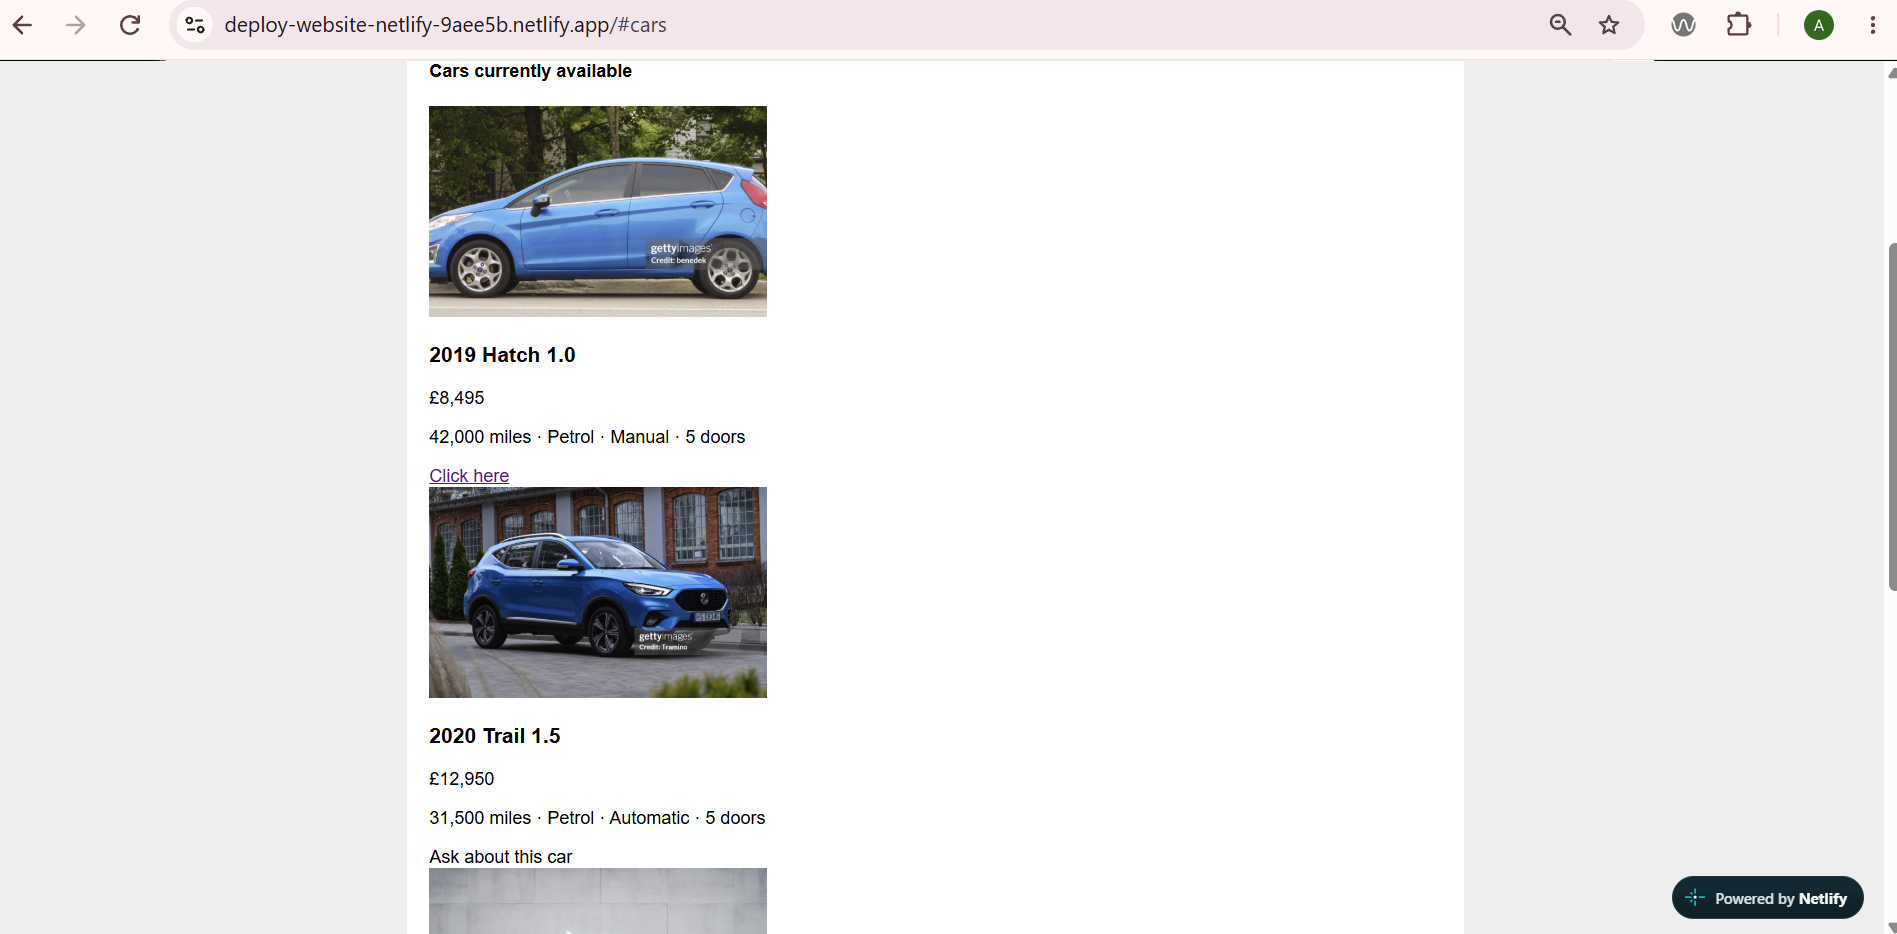 deploy-website-netlify-9aee5b.netlify.app/#cars
A
Cars currently available
gettyimages
Credit: benedek
2019 Hatch 1.0
£8,495
42,000 miles · Petrol · Manual · 5 doors
Click here
gettyimages
Credit: Tramino
2020 Trail 1.5
£12,950
31,500 miles · Petrol · Automatic · 5 doors
Ask about this car
Powered by Netlify